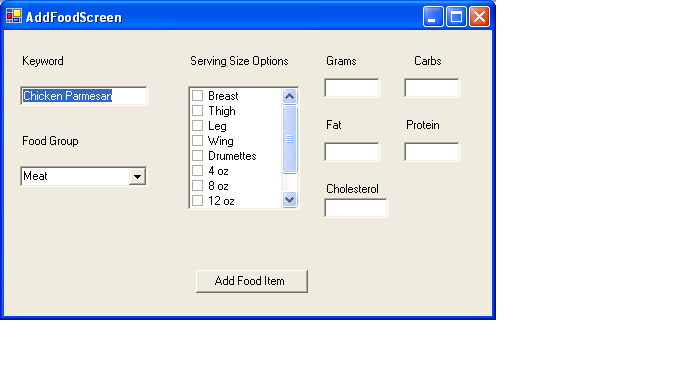 AddFoodScreen
Keyword
Serving Size Options
Grams
Carbs
Chicken Parmesan
Breast
Thigh
Leg
Wing
Drumettes
4 oz
8 oz
12 oz
Fat
Protein
Food Group
Meat
Cholesterol
Add Food Item